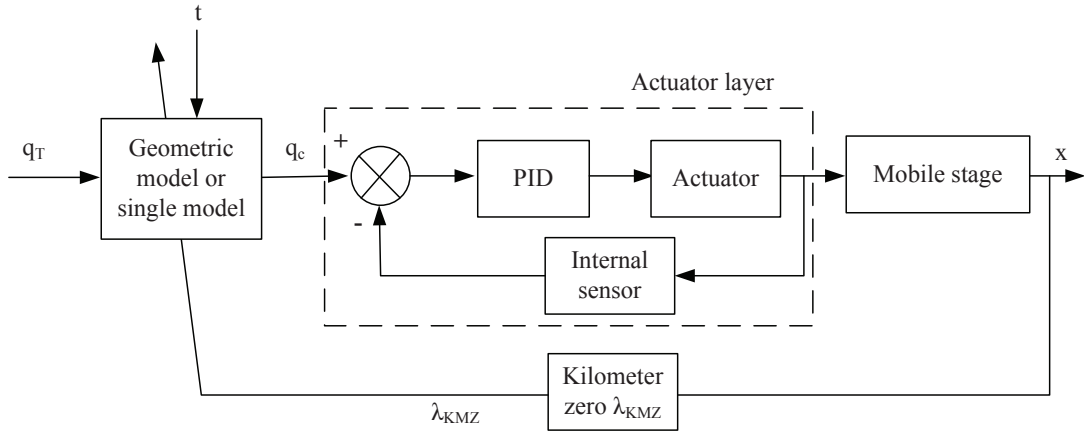 t
Actuator layer
q_T
Geometric
model or
single model
q_c
+
-
PID
Actuator
Mobile stage
x
Internal
sensor
Kilometer
zero λ_KMZ
λ_KMZ